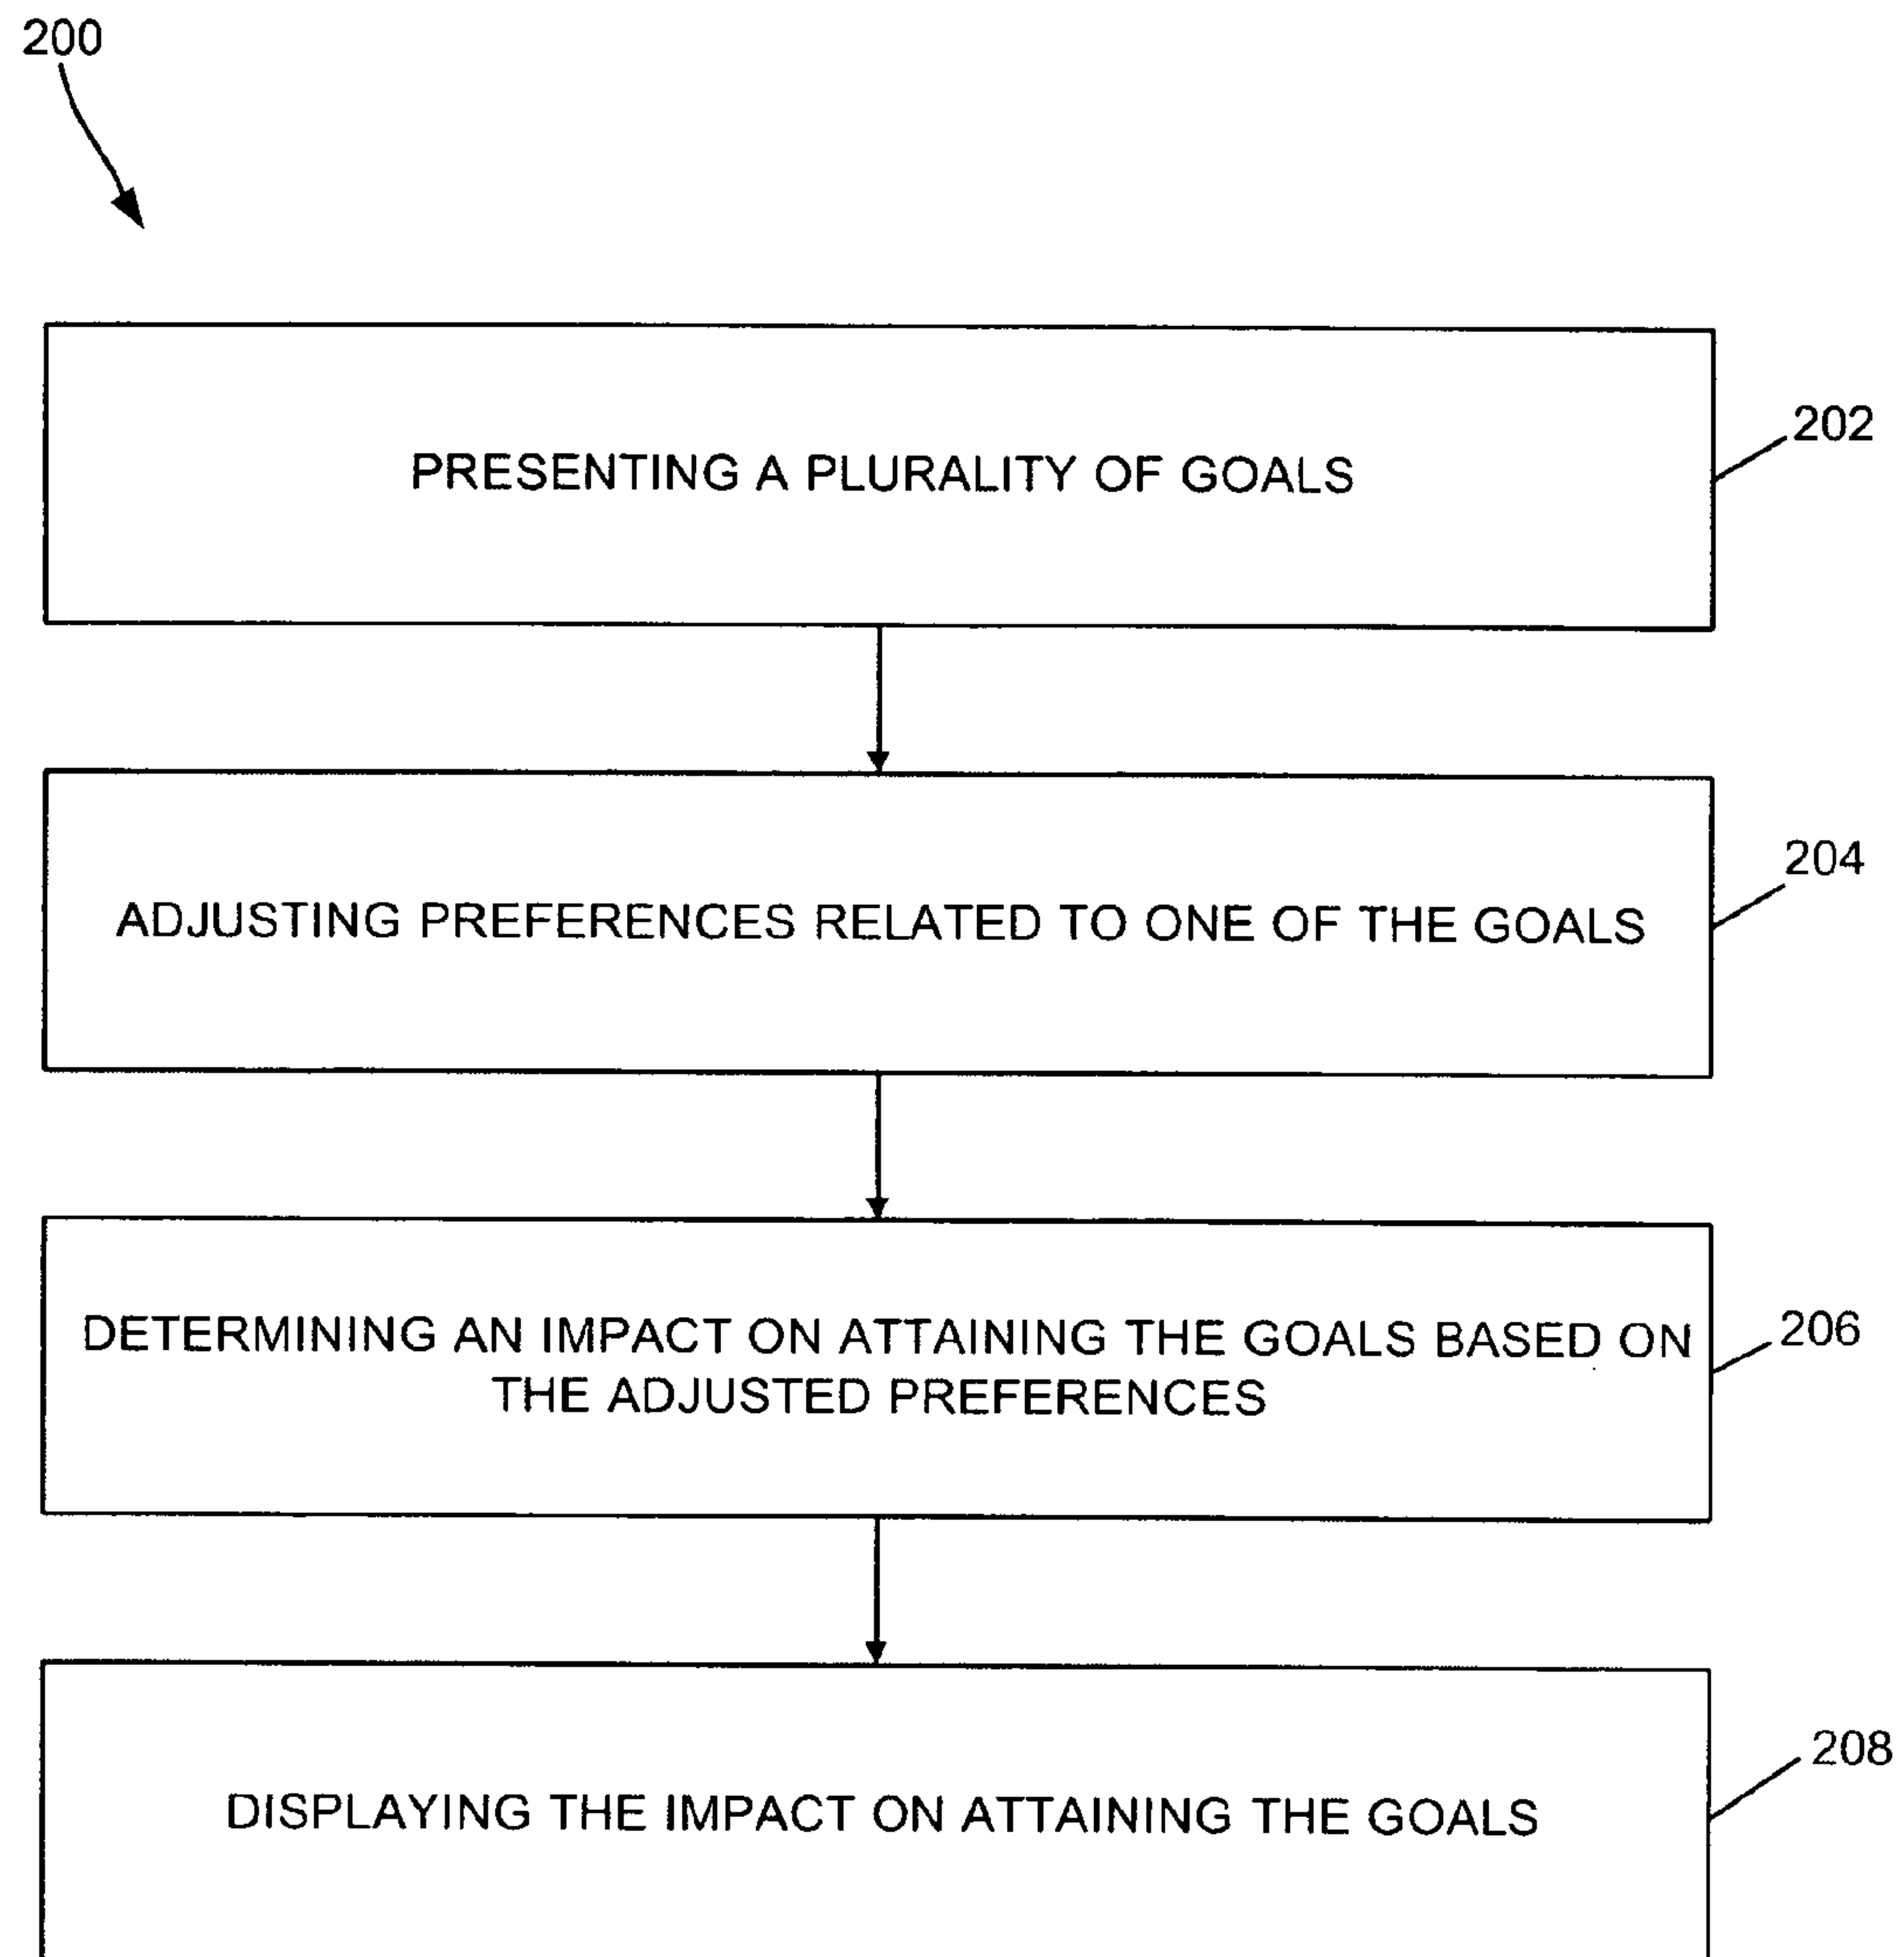 200
PRESENTING A PLURALITY OF GOALS
202
ADJUSTING PREFERENCES RELATED TO ONE OF THE GOALS
204
DETERMINING AN IMPACT ON ATTAINING THE GOALS BASED ON
THE ADJUSTED PREFERENCES
206
DISPLAYING THE IMPACT ON ATTAINING THE GOALS
208